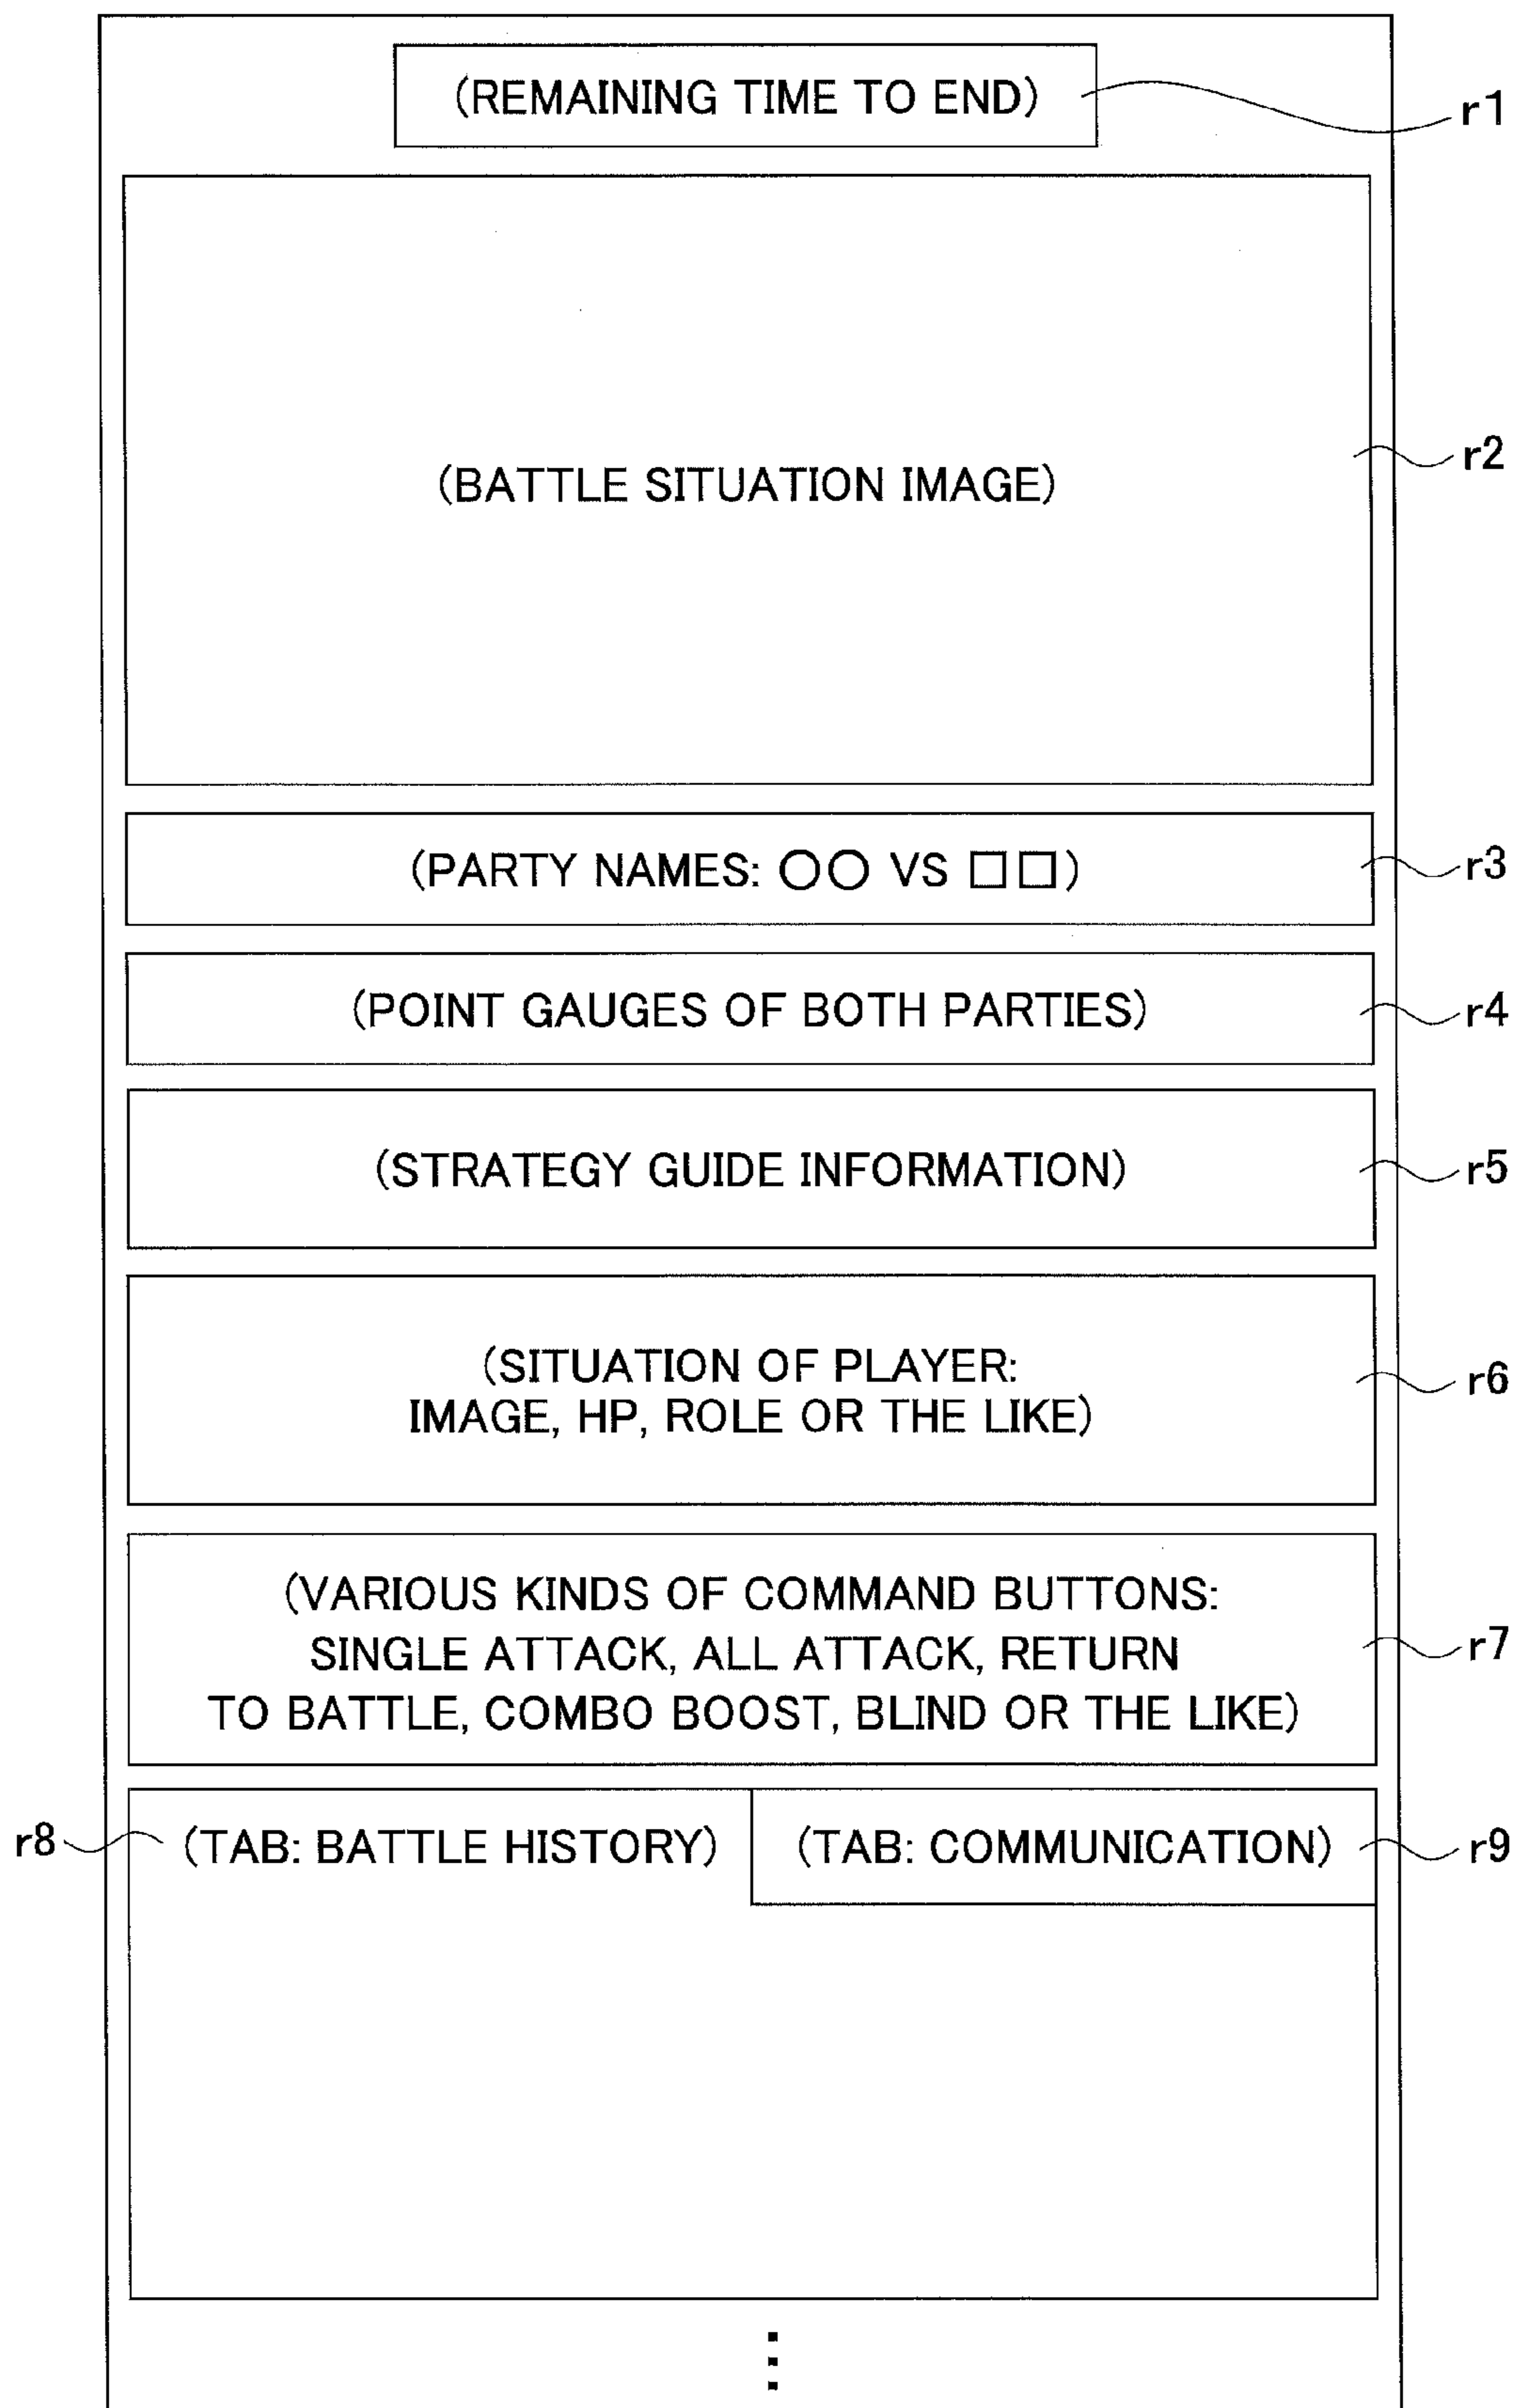 (REMAINING TIME TO END)
r1
(BATTLE SITUATION IMAGE)
r2
(PARTY NAMES: ○○ VS □□)
r3
(POINT GAUGES OF BOTH PARTIES)
r4
(STRATEGY GUIDE INFORMATION)
r5
(SITUATION OF PLAYER:
IMAGE, HP, ROLE OR THE LIKE)
r6
(VARIOUS KINDS OF COMMAND BUTTONS:
SINGLE ATTACK, ALL ATTACK, RETURN
TO BATTLE, COMBO BOOST, BLIND OR THE LIKE)
r7
r8
(TAB: BATTLE HISTORY)
(TAB: COMMUNICATION)
r9